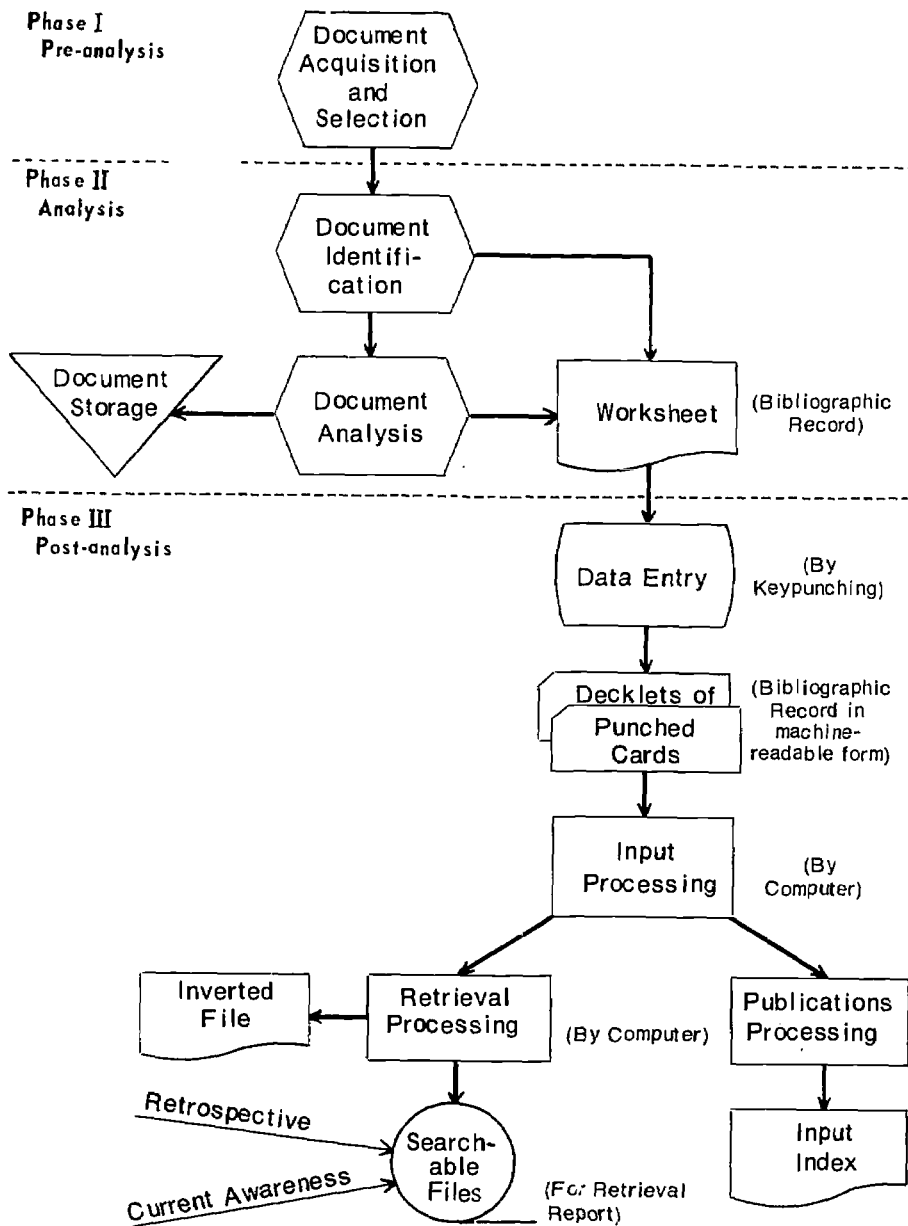 Phase I
Pre-analysis
Document
Acquisition
and
Selection
Phase II
Analysis
Document
Identifi-
cation
Document
Storage
Document
Analysis
Worksheet
(Bibliographic
Record)
Phase III
Post-analysis
Data Entry
(By
Keypunching)
Decklets of
Punched
Cards
(Bibliographic
Record in
machine-
readable form)
Input
Processing
(By
Computer)
Inverted
File
Retrieval
Processing
(By Computer)
Publications
Processing
Retrospective
Current Awareness
Search-
able
Files
(For Retrieval
Report)
Input
Index